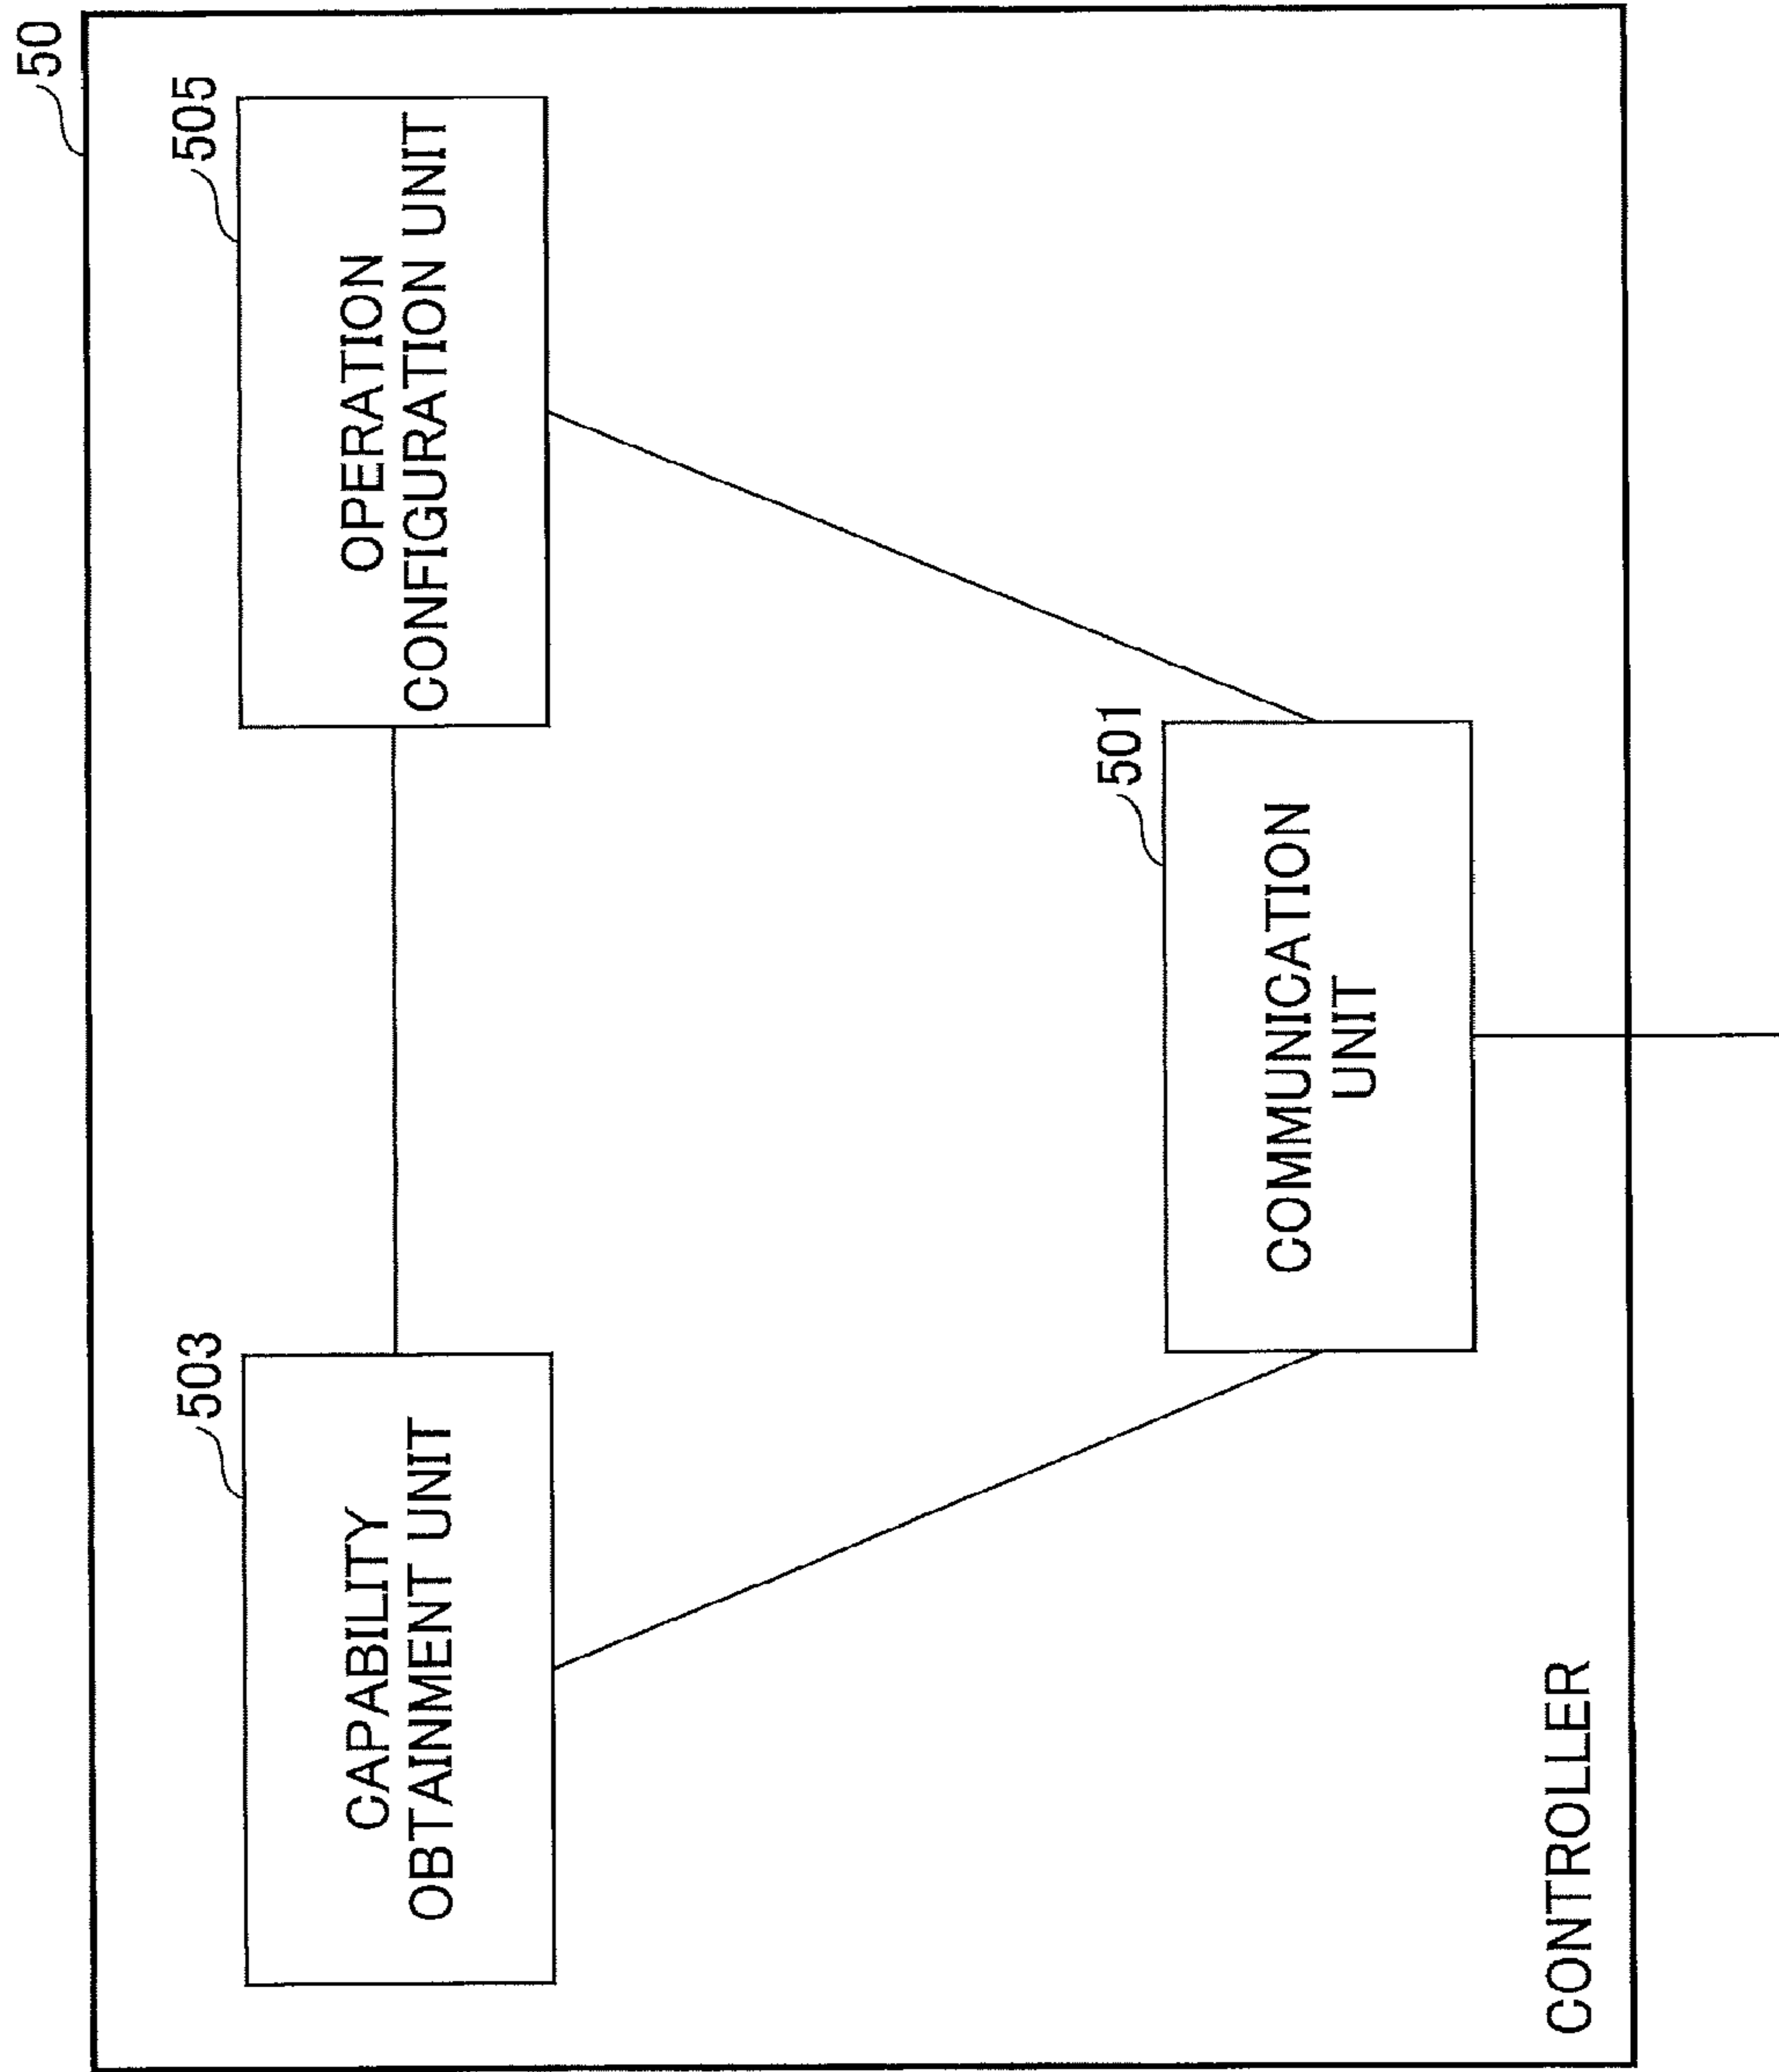 50
503
CAPABILITY
OBTAINMENT UNIT
505
OPERATION
CONFIGURATION UNIT
501
COMMUNICATION
UNIT
CONTROLLER